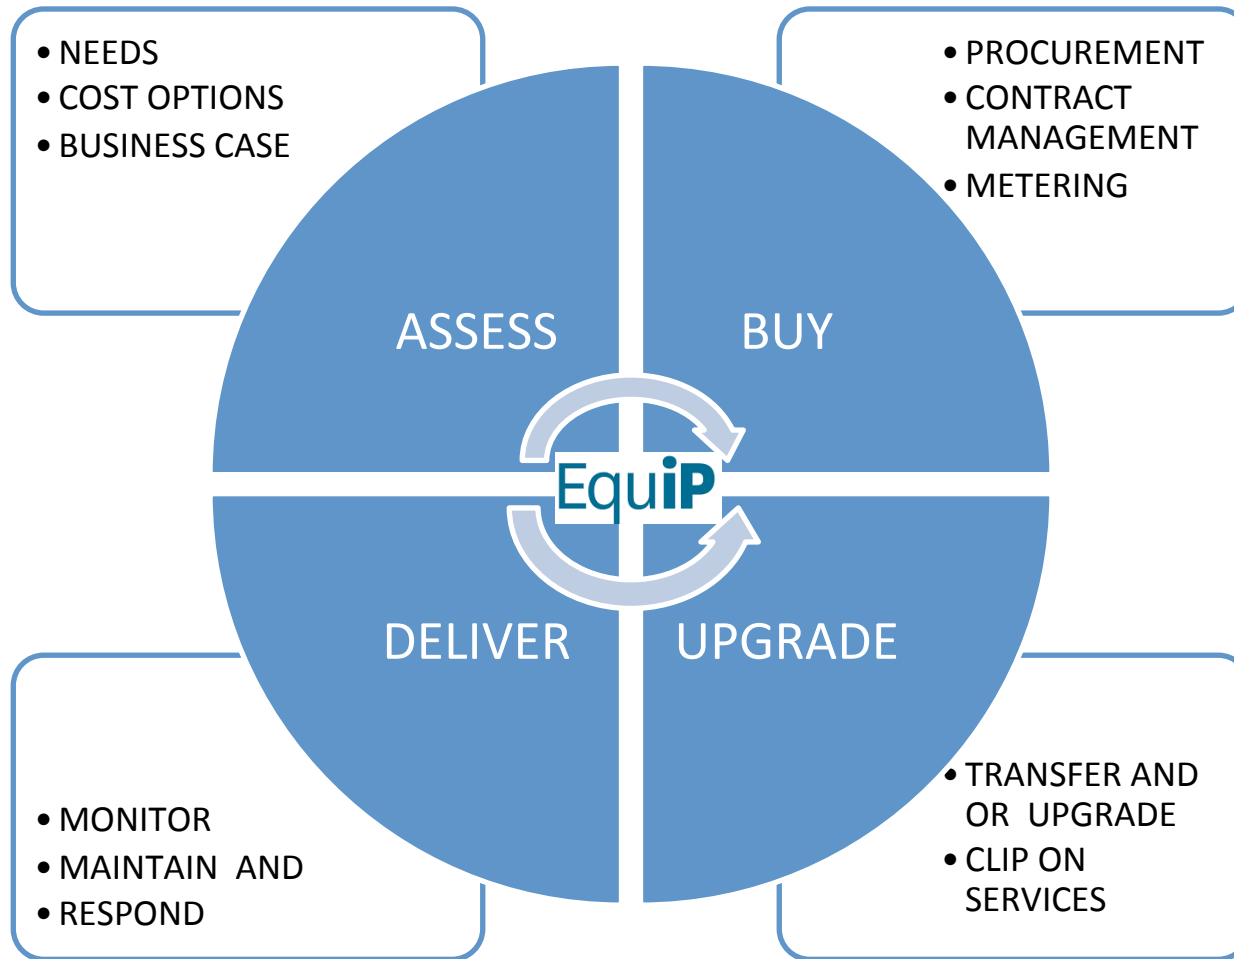 • NEEDS
• COST OPTIONS
• BUSINESS CASE
• PROCUREMENT
• CONTRACT
MANAGEMENT
• METERING
ASSESS
BUY
EquiP
DELIVER
UPGRADE
• MONITOR
• MAINTAIN  AND
• RESPOND
• TRANSFER AND
OR  UPGRADE
• CLIP ON
SERVICES